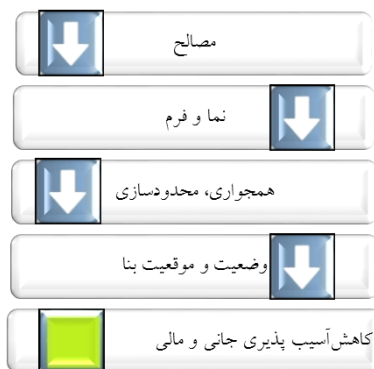 مصالح
نما و فرم
همجواری، محدودسازی
وضعیت و موقعیت بنا
کاهش آسیب پذیری جانی و مالی